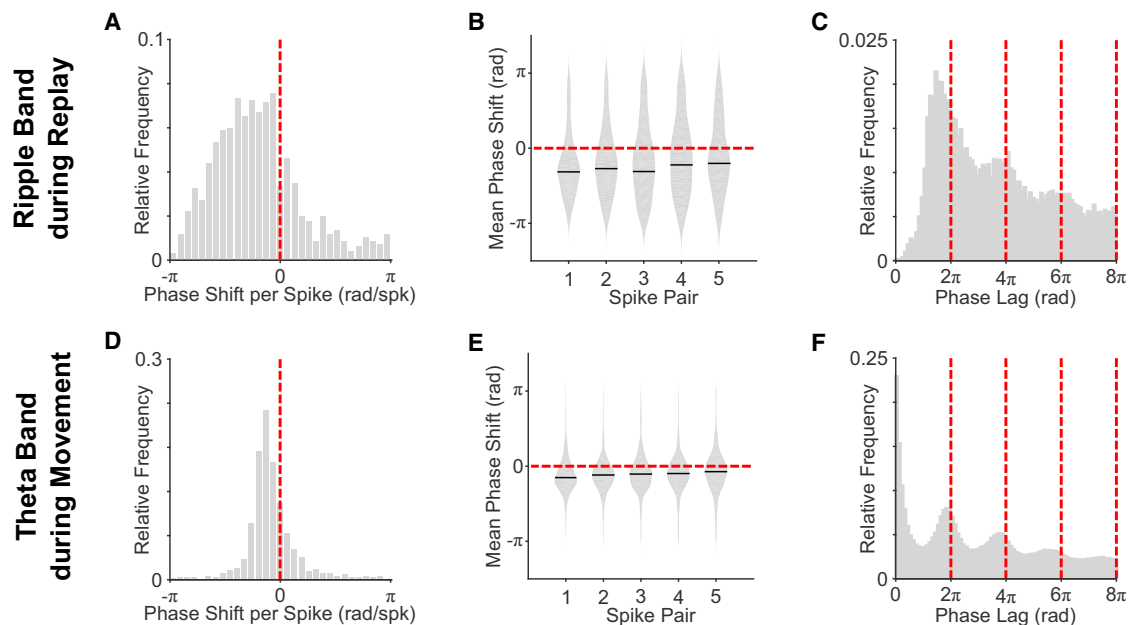 Ripple Band
during Replay
A
0.1
Relative Frequency
0
-π
0
π
Phase Shift per Spike (rad/spk)
B
Mean Phase Shift (rad)
π
0
-π
1 2 3 4 5
Spike Pair
C
0.025
Relative Frequency
0
0 2π 4π 6π 8π
Phase Lag (rad)
Theta Band
during Movement
D
0.3
Relative Frequency
0
-π
0
π
Phase Shift per Spike (rad/spk)
E
Mean Phase Shift (rad)
π
0
-π
1 2 3 4 5
Spike Pair
F
0.25
Relative Frequency
0
0 2π 4π 6π 8π
Phase Lag (rad)